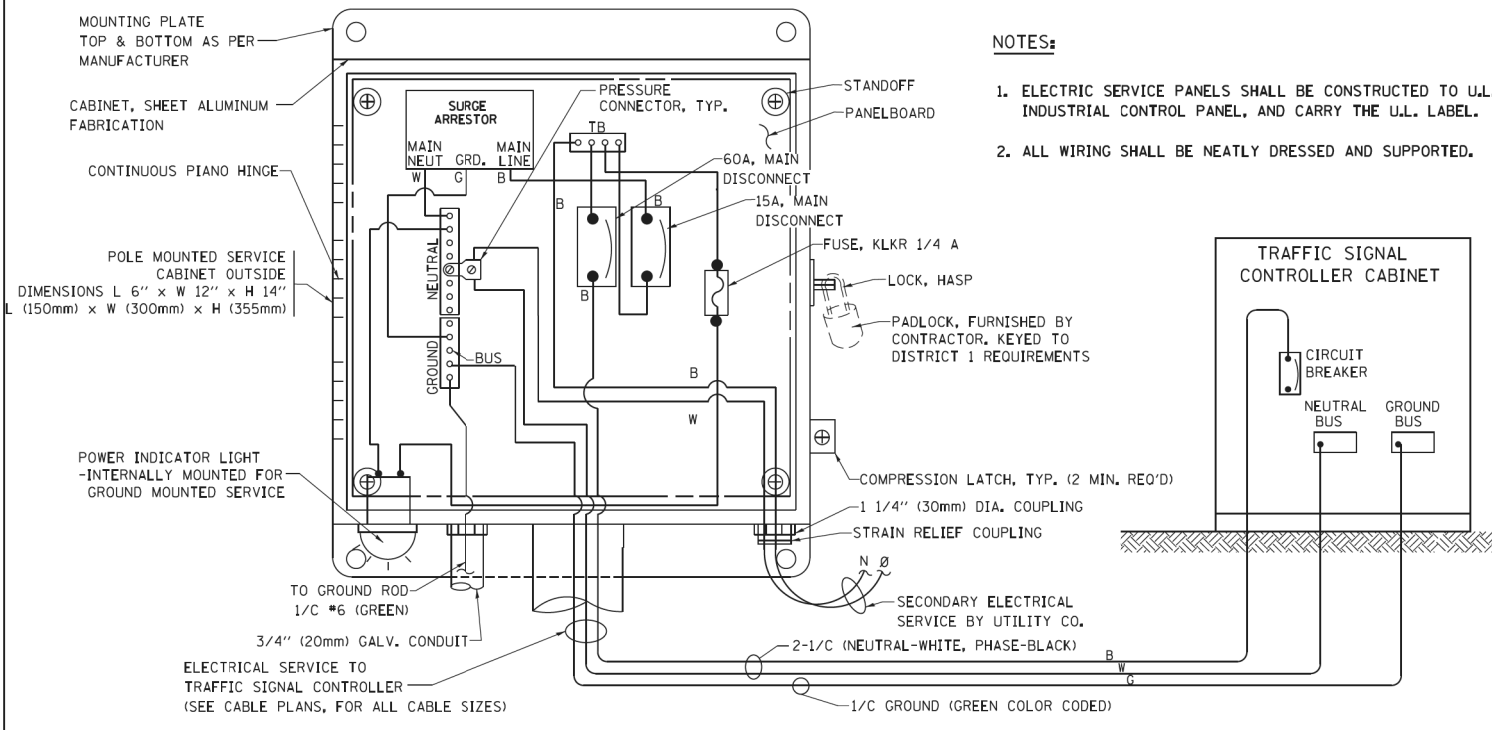 MOUNTING PLATE
TOP & BOTTOM AS PER
MANUFACTURER
CABINET, SHEET ALUMINUM
FABRICATION
CONTINUOUS PIANO HINGE
POLE MOUNTED SERVICE
CABINET OUTSIDE
DIMENSIONS L 6'' x W 12'' x H 14''
L (150mm) x W (300mm) x H (355mm)
POWER INDICATOR LIGHT
-INTERNALLY MOUNTED FOR
GROUND MOUNTED SERVICE
SURGE
ARRESTOR
MAIN
NEUT
GRD.
MAIN
LINE
W
G
B
PRESSURE
CONNECTOR, TYP.
TB
NEUTRAL
GROUND
BUS
B
B
B
B
W
STANDOFF
PANELBOARD
60A, MAIN
DISCONNECT
15A, MAIN
DISCONNECT
FUSE, KLKR 1/4 A
LOCK, HASP
PADLOCK, FURNISHED BY
CONTRACTOR. KEYED TO
DISTRICT 1 REQUIREMENTS
COMPRESSION LATCH, TYP. (2 MIN. REQ'D)
1 1/4'' (30mm) DIA. COUPLING
STRAIN RELIEF COUPLING
N Ø
SECONDARY ELECTRICAL
SERVICE BY UTILITY CO.
TO GROUND ROD
1/C #6 (GREEN)
3/4'' (20mm) GALV. CONDUIT
ELECTRICAL SERVICE TO
TRAFFIC SIGNAL CONTROLLER
(SEE CABLE PLANS, FOR ALL CABLE SIZES)
2-1/C (NEUTRAL-WHITE, PHASE-BLACK)
B
W
G
1/C GROUND (GREEN COLOR CODED)
NOTES:
1. ELECTRIC SERVICE PANELS SHALL BE CONSTRUCTED TO U.L.
INDUSTRIAL CONTROL PANEL, AND CARRY THE U.L. LABEL.
2. ALL WIRING SHALL BE NEATLY DRESSED AND SUPPORTED.
TRAFFIC SIGNAL
CONTROLLER CABINET
CIRCUIT
BREAKER
NEUTRAL
BUS
GROUND
BUS